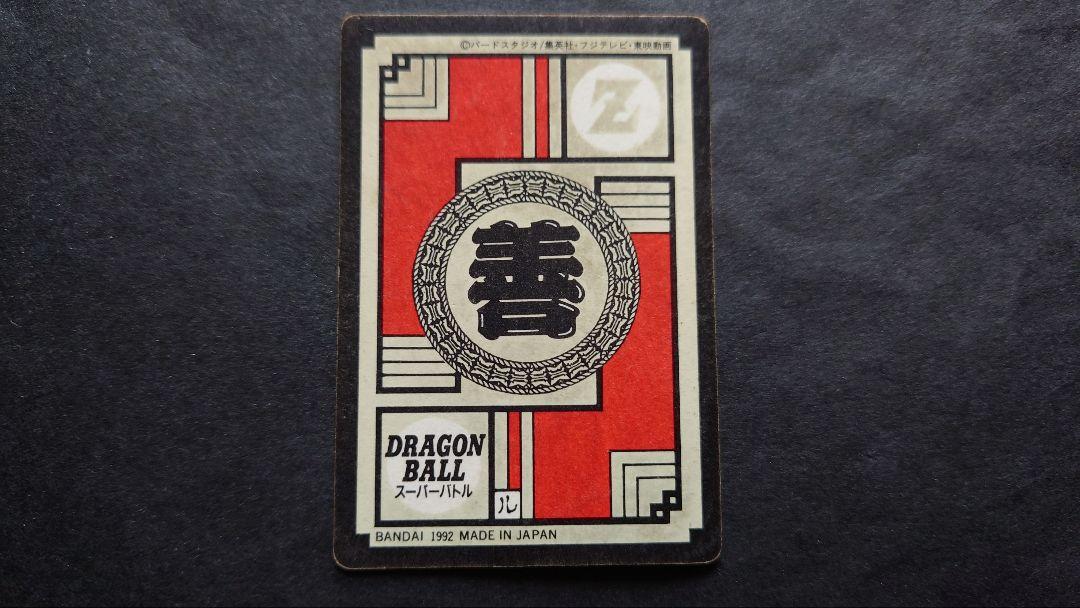 ©バードスタジオ/集英社・フジテレビ・東映動画
Z
善
DRAGON
BALL
スーパーバトル
ル
BANDAI 1992 MADE IN JAPAN